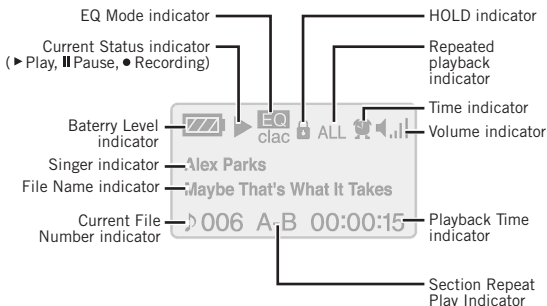 EQ Mode indicator
HOLD indicator
Current Status indicator
(►Play, II Pause, ● Recording)
Repeated
playback
indicator
Time indicator
Baterry Level
indicator
Volume indicator
EQ
clac
ALL
Singer indicator
Alex Parks
File Name indicator
Maybe That's What It Takes
Current File
Number indicator
006 A-B 00:00:15
Playback Time
indicator
Section Repeat
Play Indicator